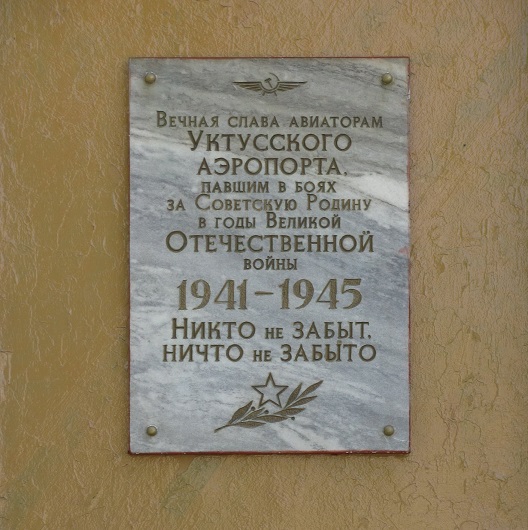 Вечная слава авиаторам
Уктусского
аэропорта,
павшим в боях
за Советскую Родину
в годы Великой
Отечественной
войны
1941-1945
Никто не забыт,
ничто не забыто